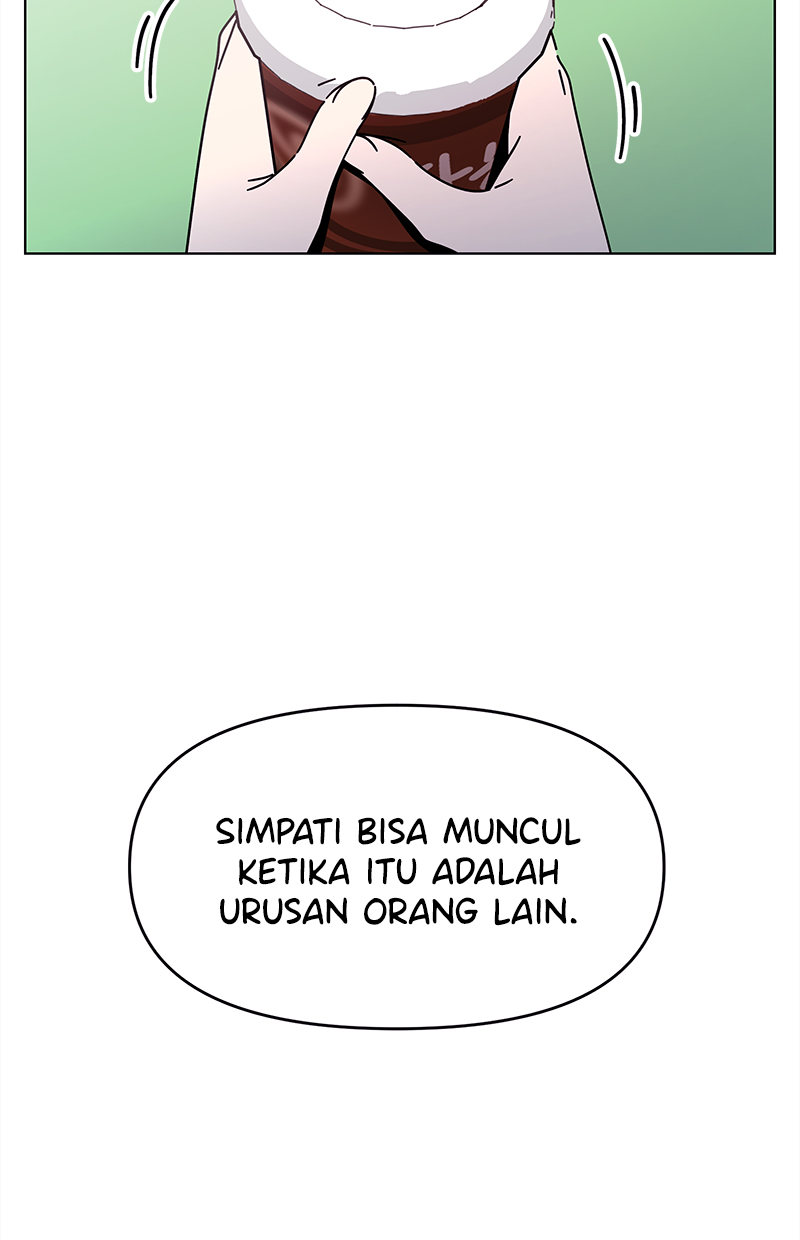 SIMPATI BISA MUNCUL
KETIKA ITU ADALAH
URUSAN ORANG LAIN.